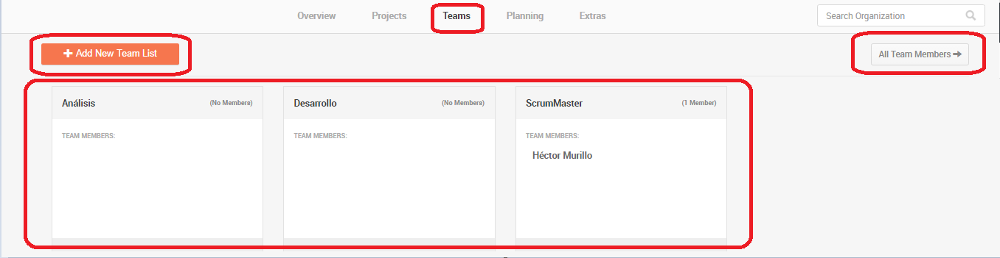 Overview Projects Teams Planning Extras Search Organization
+ Add New Team List All Team Members →
Análisis (No Members) Desarrollo (No Members) ScrumMaster (1 Member)
TEAM MEMBERS: TEAM MEMBERS: TEAM MEMBERS:
Héctor Murillo